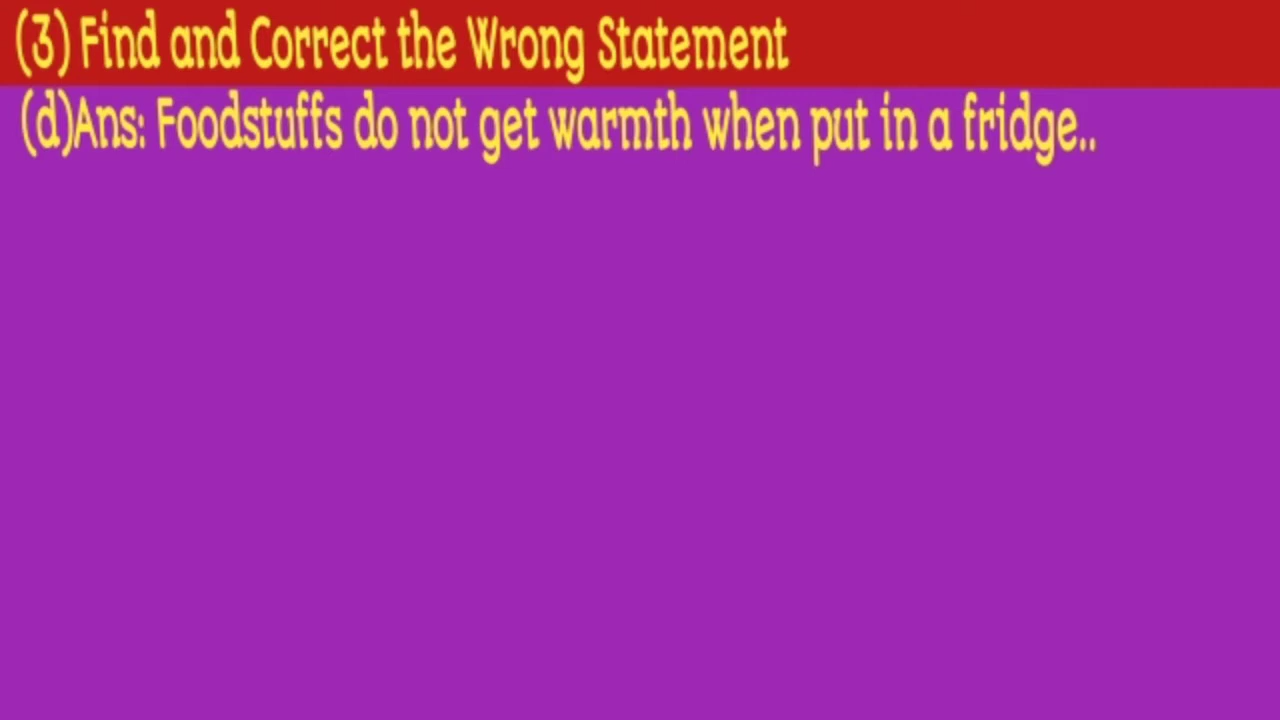 (3) Find and Correct the Wrong Statement
(d)Ans: Foodstuffs do not get warmth when put in a fridge..